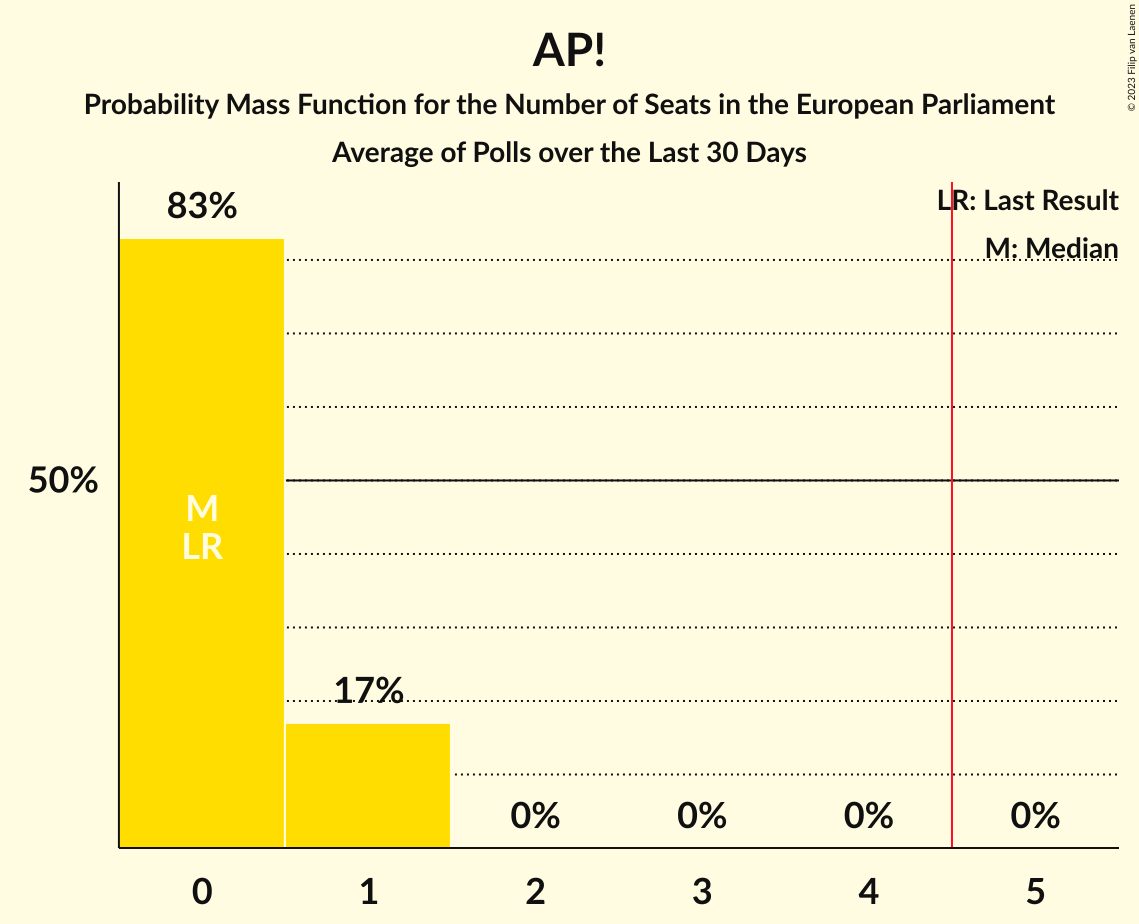 AP!
Probability Mass Function for the Number of Seats in the European Parliament
Average of Polls over the Last 30 Days
© 2023 Filip van Laenen
LR: Last Result
M: Median
83%
50%
M
LR
17%
0%
0%
0%
0%
0
1
2
3
4
5